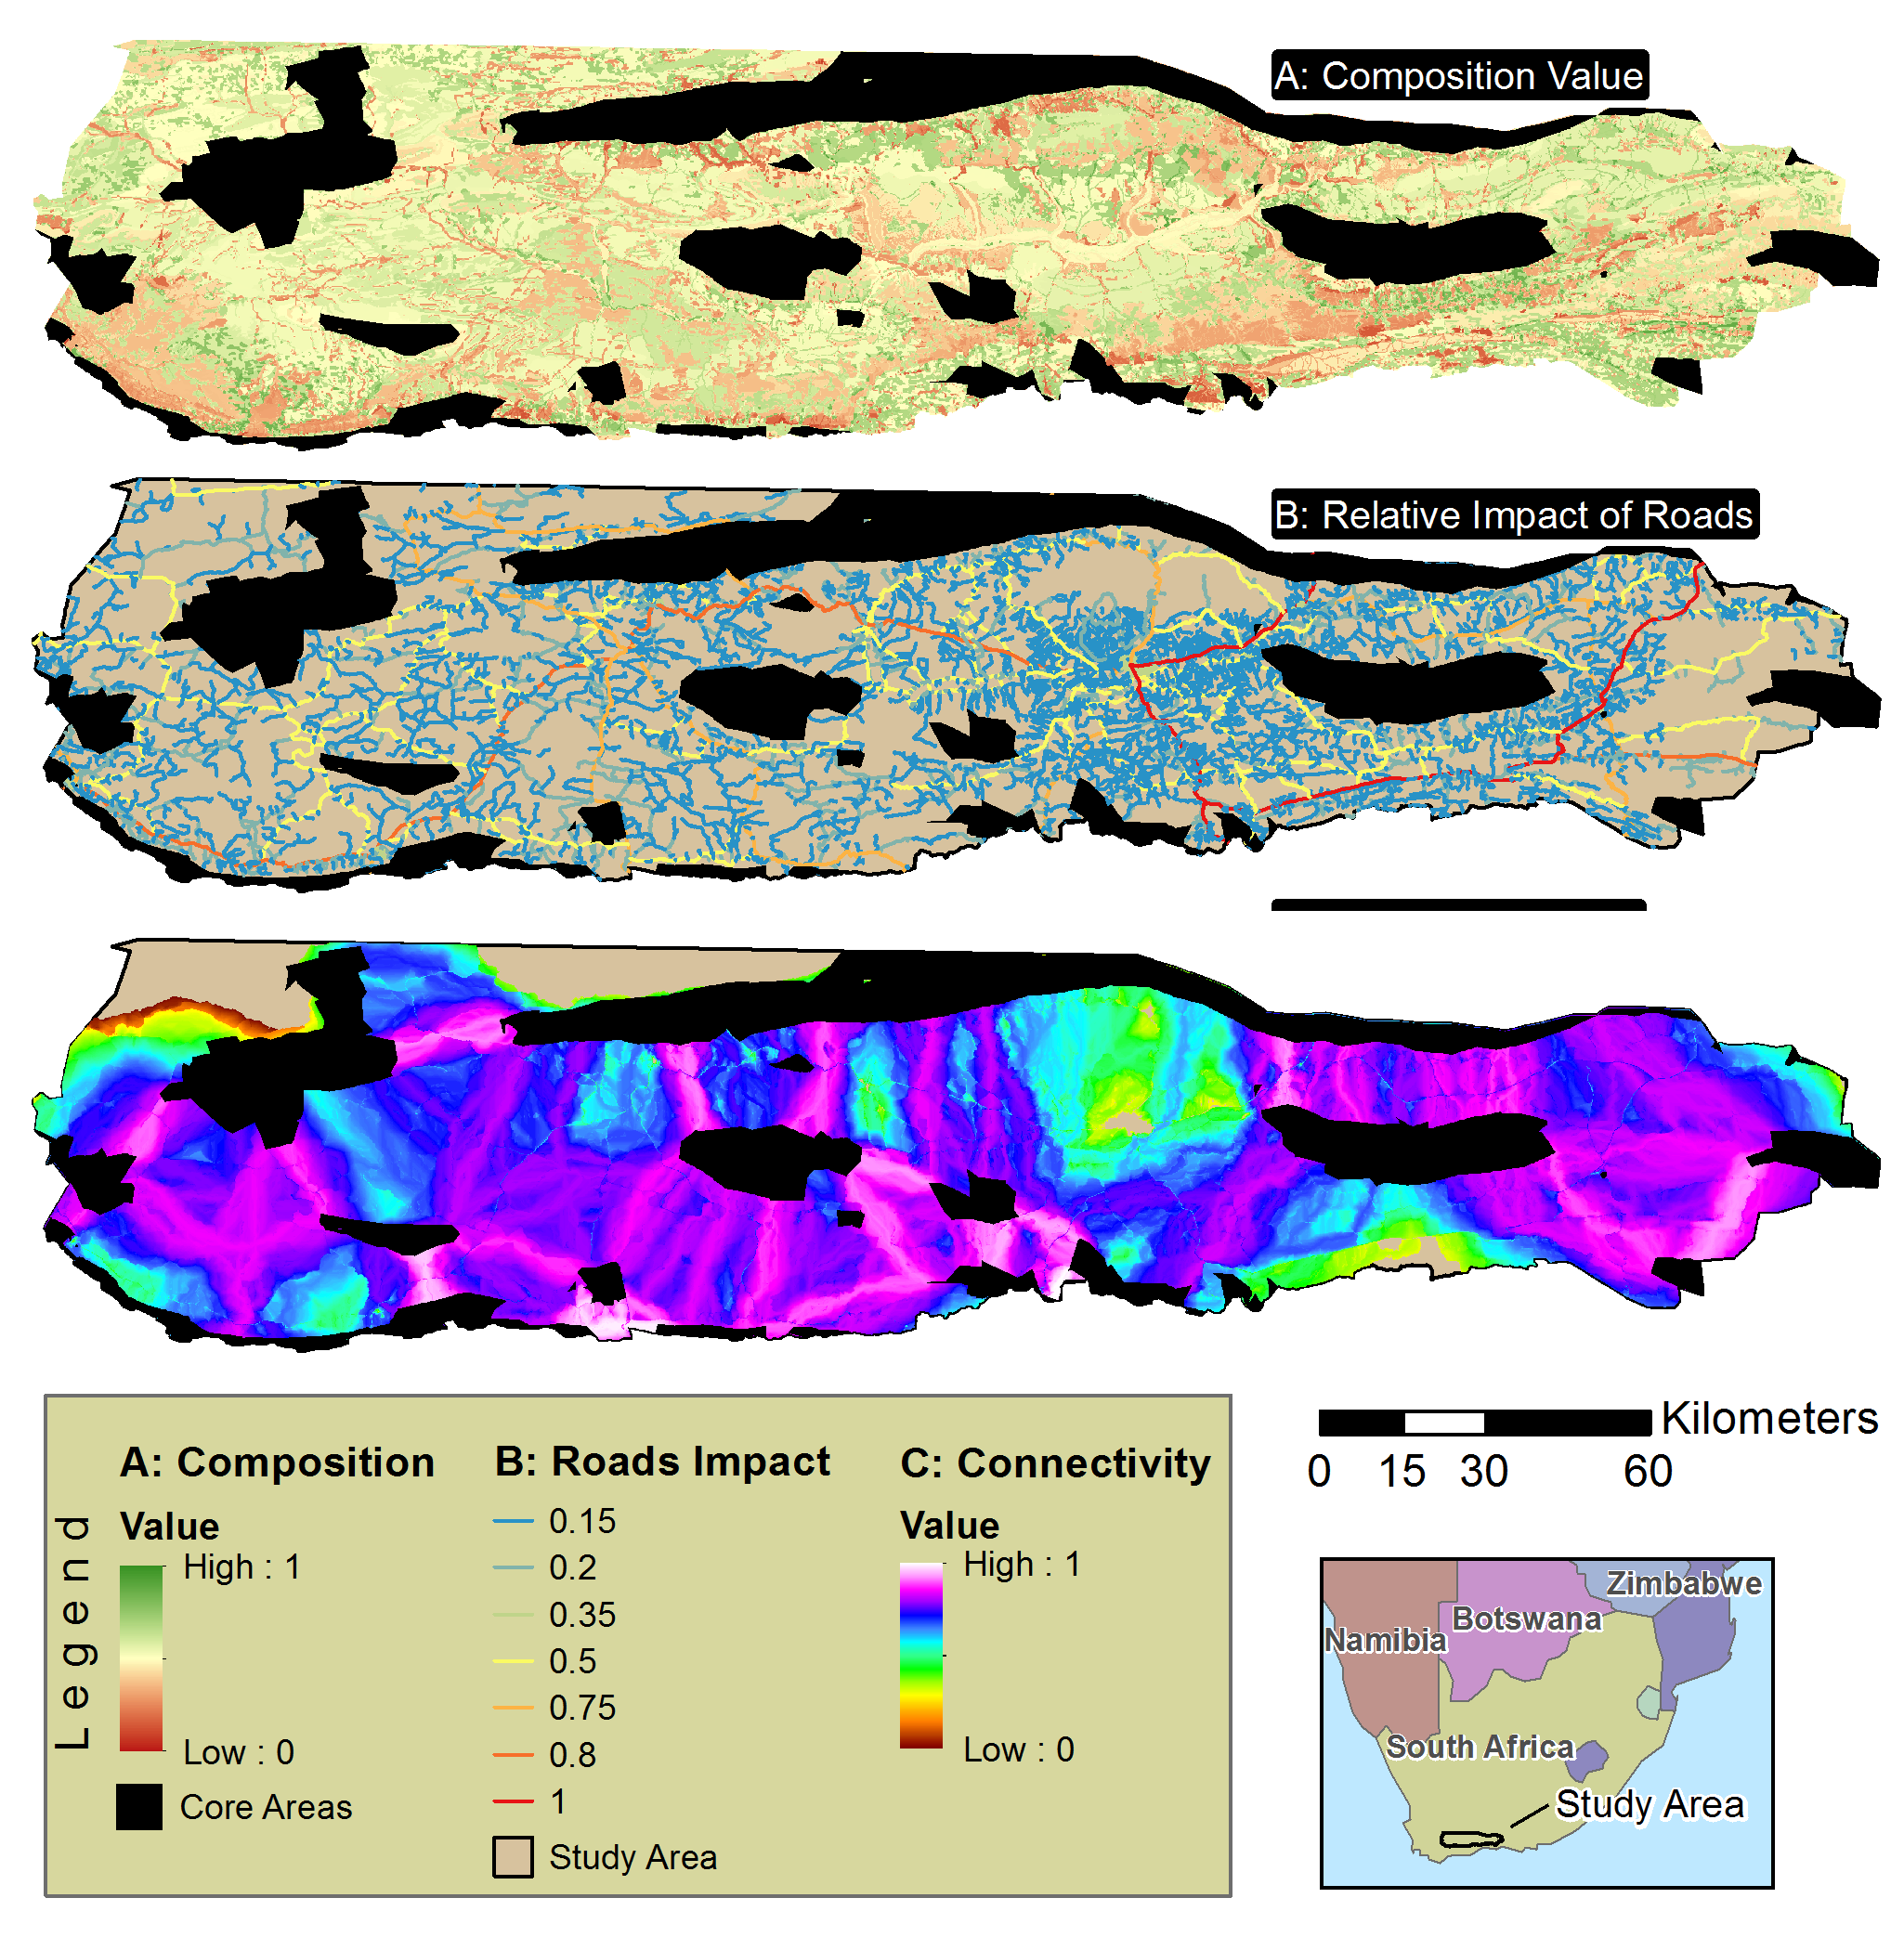 A: Composition Value
B: Relative Impact of Roads
Legend
A: Composition
Value
High : 1
Low : 0
Core Areas
B: Roads Impact
0.15
0.2
0.35
0.5
0.75
0.8
1
Study Area
C: Connectivity
Value
High : 1
Low : 0
Kilometers
0 15 30 60
Zimbabwe
Botswana
Namibia
South Africa
Study Area